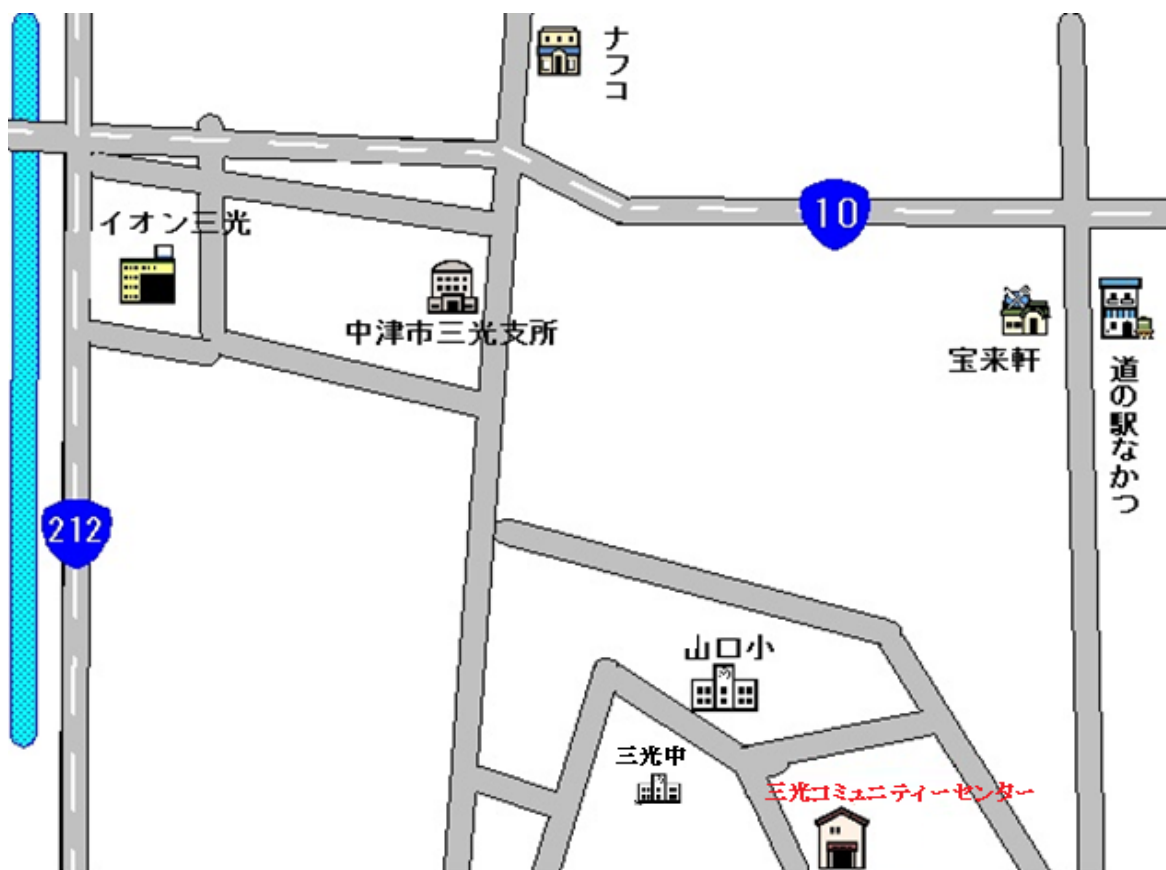 ナフコ
イオン三光
10
中津市三光支所
宝来軒
道の駅なかつ
212
山口小
三光中
三光コミュニティーセンター